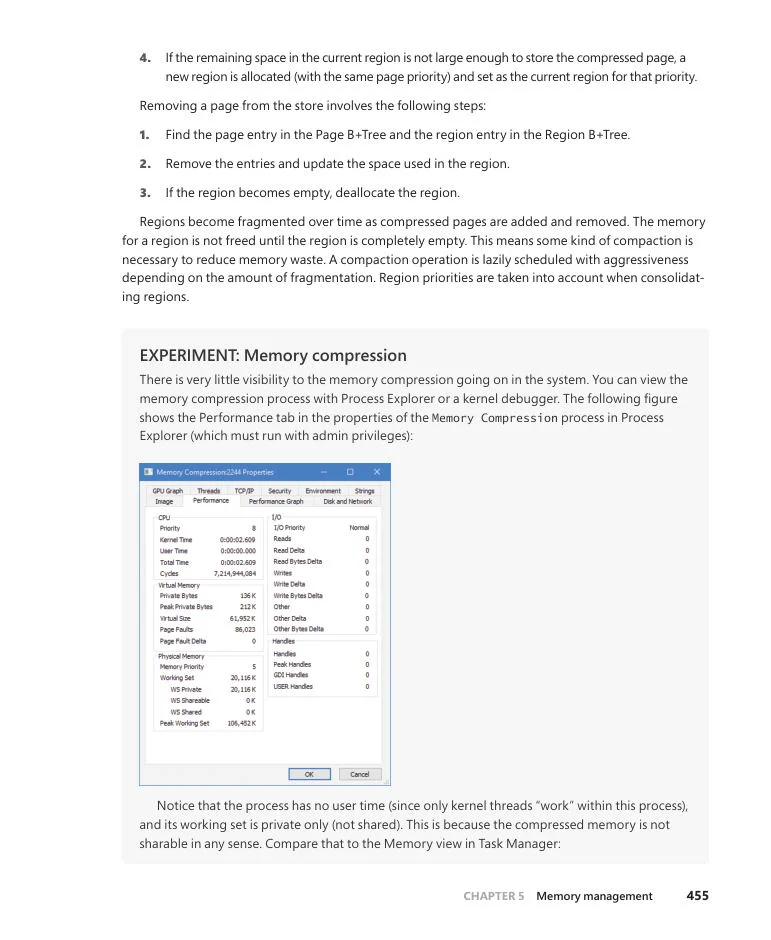 4. If the remaining space in the current region is not large enough to store the compressed page, a
new region is allocated (with the same page priority) and set as the current region for that priority.
Removing a page from the store involves the following steps:
1. Find the page entry in the Page B+Tree and the region entry in the Region B+Tree.
2. Remove the entries and update the space used in the region.
3. If the region becomes empty, deallocate the region.
Regions become fragmented over time as compressed pages are added and removed. The memory
for a region is not freed until the region is completely empty. This means some kind of compaction is
necessary to reduce memory waste. A compaction operation is lazily scheduled with aggressiveness
depending on the amount of fragmentation. Region priorities are taken into account when consolidat-
ing regions.
EXPERIMENT: Memory compression
There is very little visibility to the memory compression going on in the system. You can view the
memory compression process with Process Explorer or a kernel debugger. The following figure
shows the Performance tab in the properties of the Memory Compression process in Process
Explorer (which must run with admin privileges):
Memory Compression:2244 Properties
GPU Graph Threads TCP/IP Security Environment Strings
Image Performance Performance Graph Disk and Network
CPU
Priority 8
Kernel Time 0:00:02.609
User Time 0:00:00.000
Total Time 0:00:02.609
Cycles 7,214,944,084
Virtual Memory
Private Bytes 136 K
Peak Private Bytes 212 K
Virtual Size 61,952 K
Page Faults 86,023
Page Fault Delta 0
Physical Memory
Memory Priority 5
Working Set 20,116 K
WS Private 20,116 K
WS Shareable 0 K
WS Shared 0 K
Peak Working Set 106,452 K
I/O
I/O Priority Normal
Reads 0
Read Delta 0
Read Bytes Delta 0
Writes 0
Write Delta 0
Write Bytes Delta 0
Other 0
Other Delta 0
Other Bytes Delta 0
Handles
Handles 0
Peak Handles 0
GDI Handles 0
USER Handles 0
OK Cancel
Notice that the process has no user time (since only kernel threads “work” within this process),
and its working set is private only (not shared). This is because the compressed memory is not
sharable in any sense. Compare that to the Memory view in Task Manager:
CHAPTER 5 Memory management 455